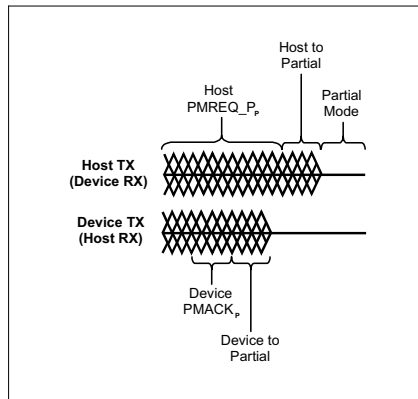 Host to
Partial
Host
PMREQ_Pₚ
Partial
Mode
Host TX
(Device RX)
Device TX
(Host RX)
Device
PMACKₚ
Device to
Partial